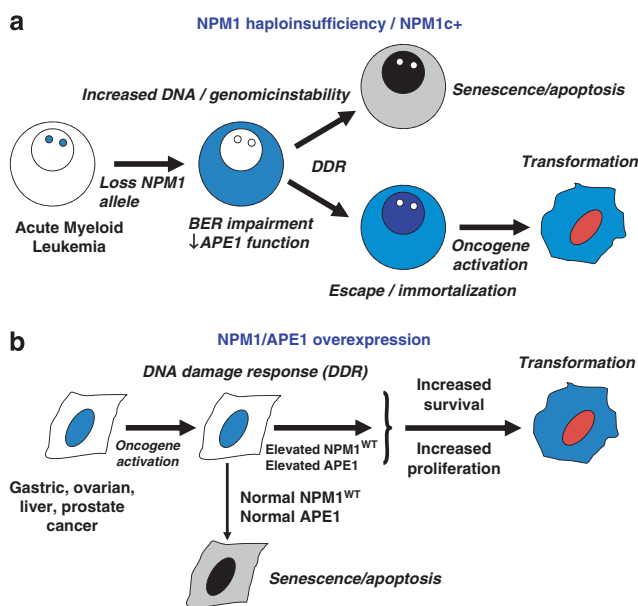 a
NPM1 haploinsufficiency / NPM1c+
Increased DNA / genomicinstability
Senescence/apoptosis
Loss NPM1
allele
DDR
Transformation
Acute Myeloid
Leukemia
BER impairment
↓APE1 function
Oncogene
activation
Escape / immortalizization
b
NPM1/APE1 overexpression
DNA damage response (DDR)
Transformation
Increased
survival
Oncogene
activation
Elevated NPM1WT
Elevated APE1
Increased
proliferation
Gastric, ovarian,
liver, prostate
cancer
Normal NPM1WT
Normal APE1
Senescence/apoptosis